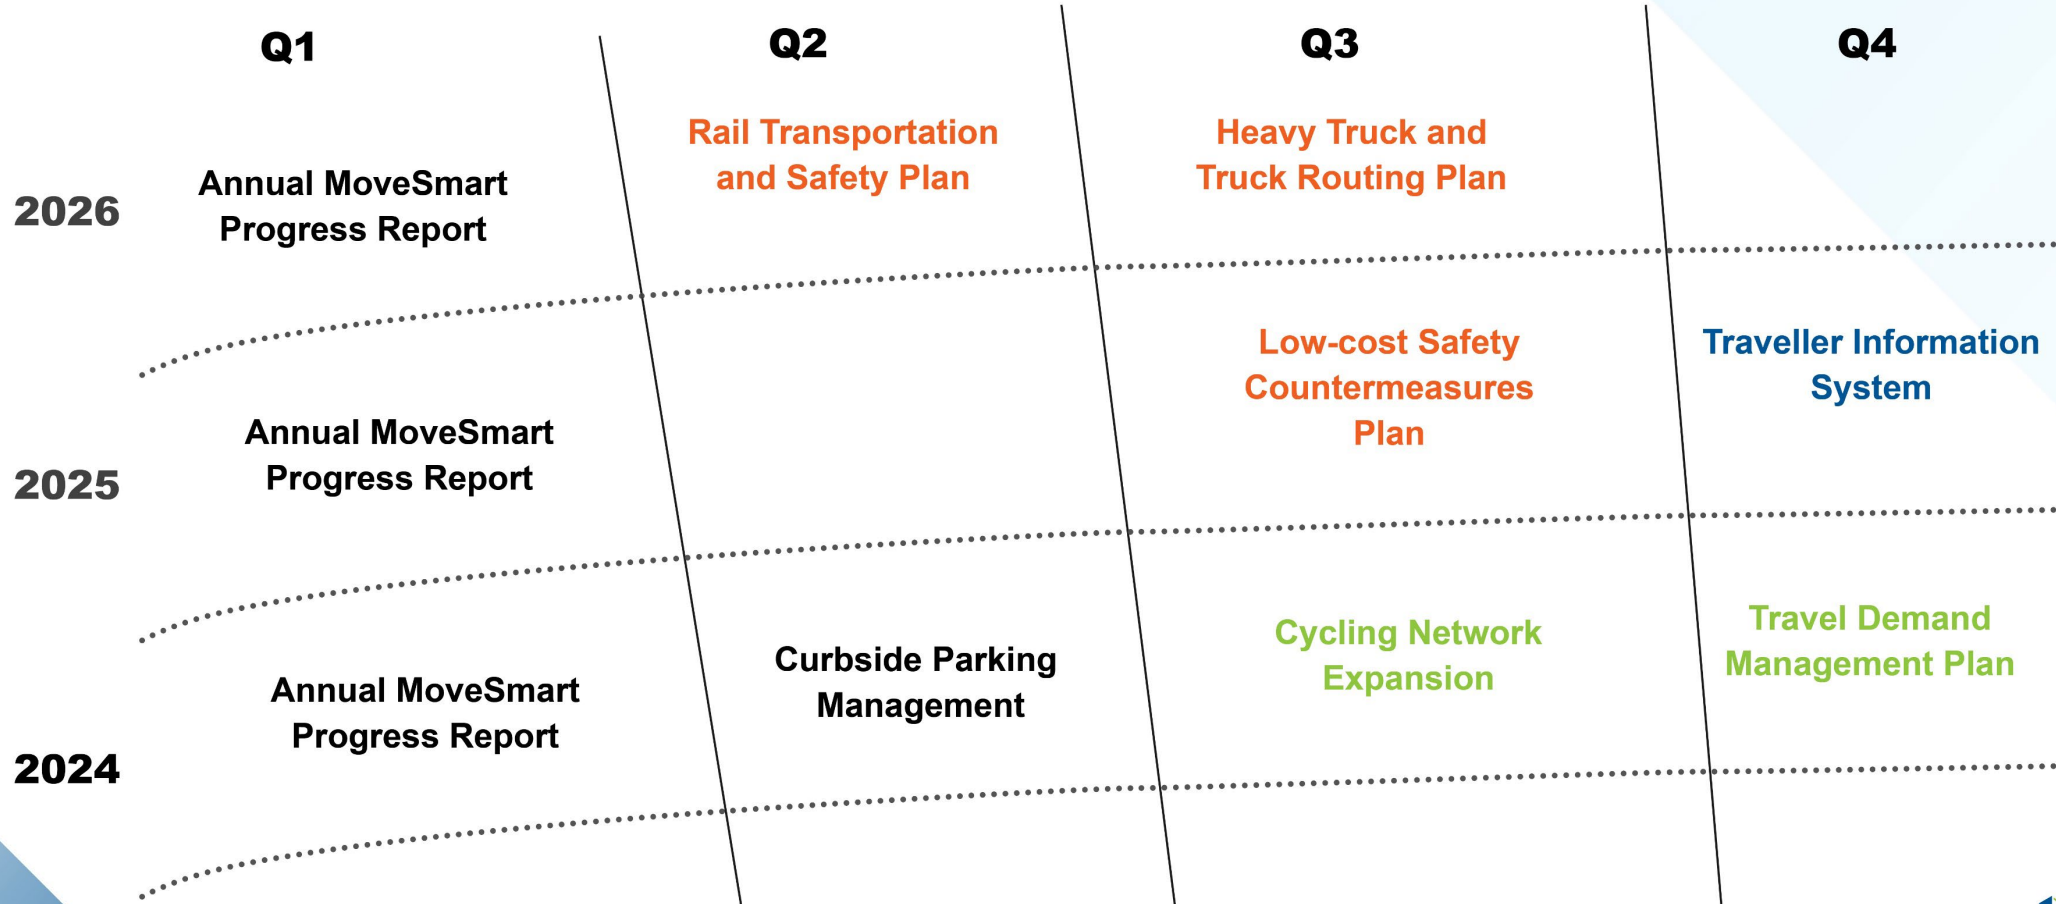 Q1
Q2
Q3
Q4
2026
Annual MoveSmart
Progress Report
Rail Transportation
and Safety Plan
Heavy Truck and
Truck Routing Plan
2025
Annual MoveSmart
Progress Report
Low-cost Safety
Countermeasures
Plan
Traveller Information
System
2024
Annual MoveSmart
Progress Report
Curbside Parking
Management
Cycling Network
Expansion
Travel Demand
Management Plan